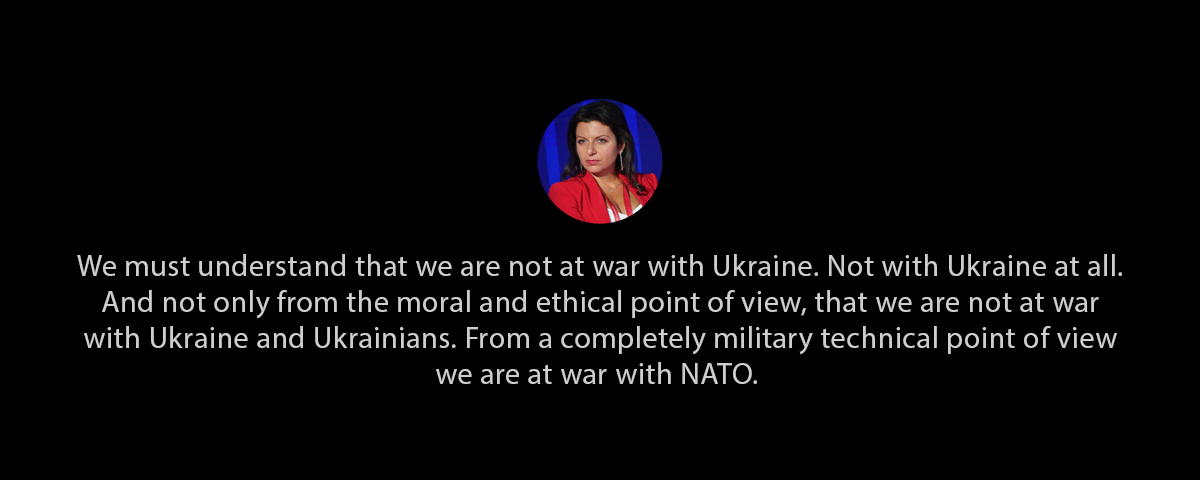 We must understand that we are not at war with Ukraine. Not with Ukraine at all.
And not only from the moral and ethical point of view, that we are not at war
with Ukraine and Ukrainians. From a completely military technical point of view
we are at war with NATO.